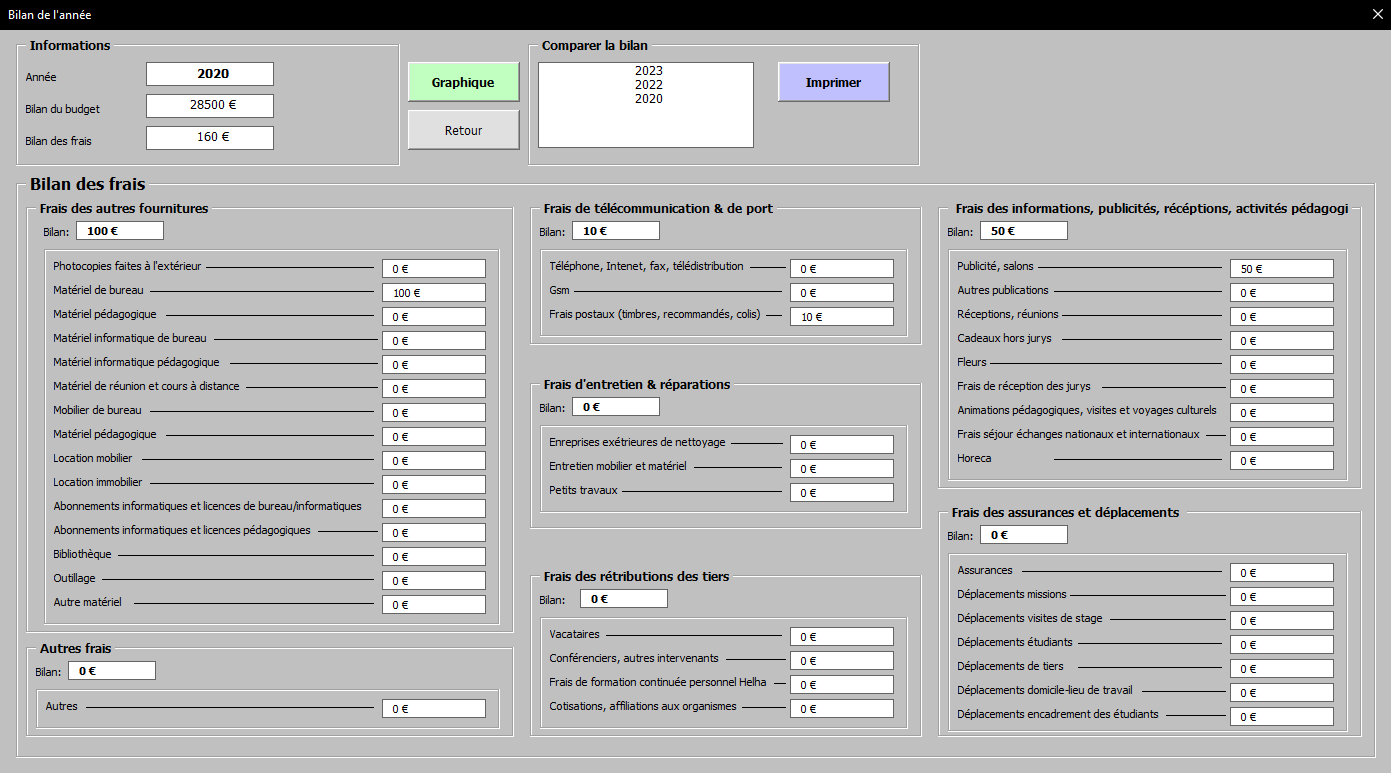 Bilan de l'année
Informations
Année
2020
Bilan du budget
28500 €
Bilan des frais
160 €
Graphique
Retour
Comparer la bilan
2023
2022
2020
Imprimer
Bilan des frais
Frais des autres fournitures
Bilan: 100 €
Photocopies faites à l'extérieur 0 €
Matériel de bureau 100 €
Matériel pédagogique 0 €
Matériel informatique de bureau 0 €
Matériel informatique pédagogique 0 €
Matériel de réunion et cours à distance 0 €
Mobilier de bureau 0 €
Matériel pédagogique 0 €
Location mobilier 0 €
Location immobilier 0 €
Abonnements informatiques et licences de bureau/informatiques 0 €
Abonnements informatiques et licences pédagogiques 0 €
Bibliothèque 0 €
Outillage 0 €
Autre matériel 0 €
Autres frais
Bilan: 0 €
Autres 0 €
Frais de télécommunication & de port
Bilan: 10 €
Téléphone, Intenet, fax, télédistribution 0 €
Gsm 0 €
Frais postaux (timbres, recommandés, colis) 10 €
Frais d'entretien & réparations
Bilan: 0 €
Enreprises exétrieures de nettoyage 0 €
Entretien mobilier et matériel 0 €
Petits travaux 0 €
Frais des rétributions des tiers
Bilan: 0 €
Vacataires 0 €
Conférenciers, autres intervenants 0 €
Frais de formation continuée personnel Helha 0 €
Cotisations, affiliations aux organismes 0 €
Frais des informations, publicités, récéptions, activités pédagogi
Bilan: 50 €
Publicité, salons 50 €
Autres publications 0 €
Réceptions, réunions 0 €
Cadeaux hors jurys 0 €
Fleurs 0 €
Frais de réception des jurys 0 €
Animations pédagogiques, visites et voyages culturels 0 €
Frais séjour échanges nationaux et internationaux 0 €
Horeca 0 €
Frais des assurances et déplacements
Bilan: 0 €
Assurances 0 €
Déplacements missions 0 €
Déplacements visites de stage 0 €
Déplacements étudiants 0 €
Déplacements de tiers 0 €
Déplacements domicile-lieu de travail 0 €
Déplacements encadrement des étudiants 0 €